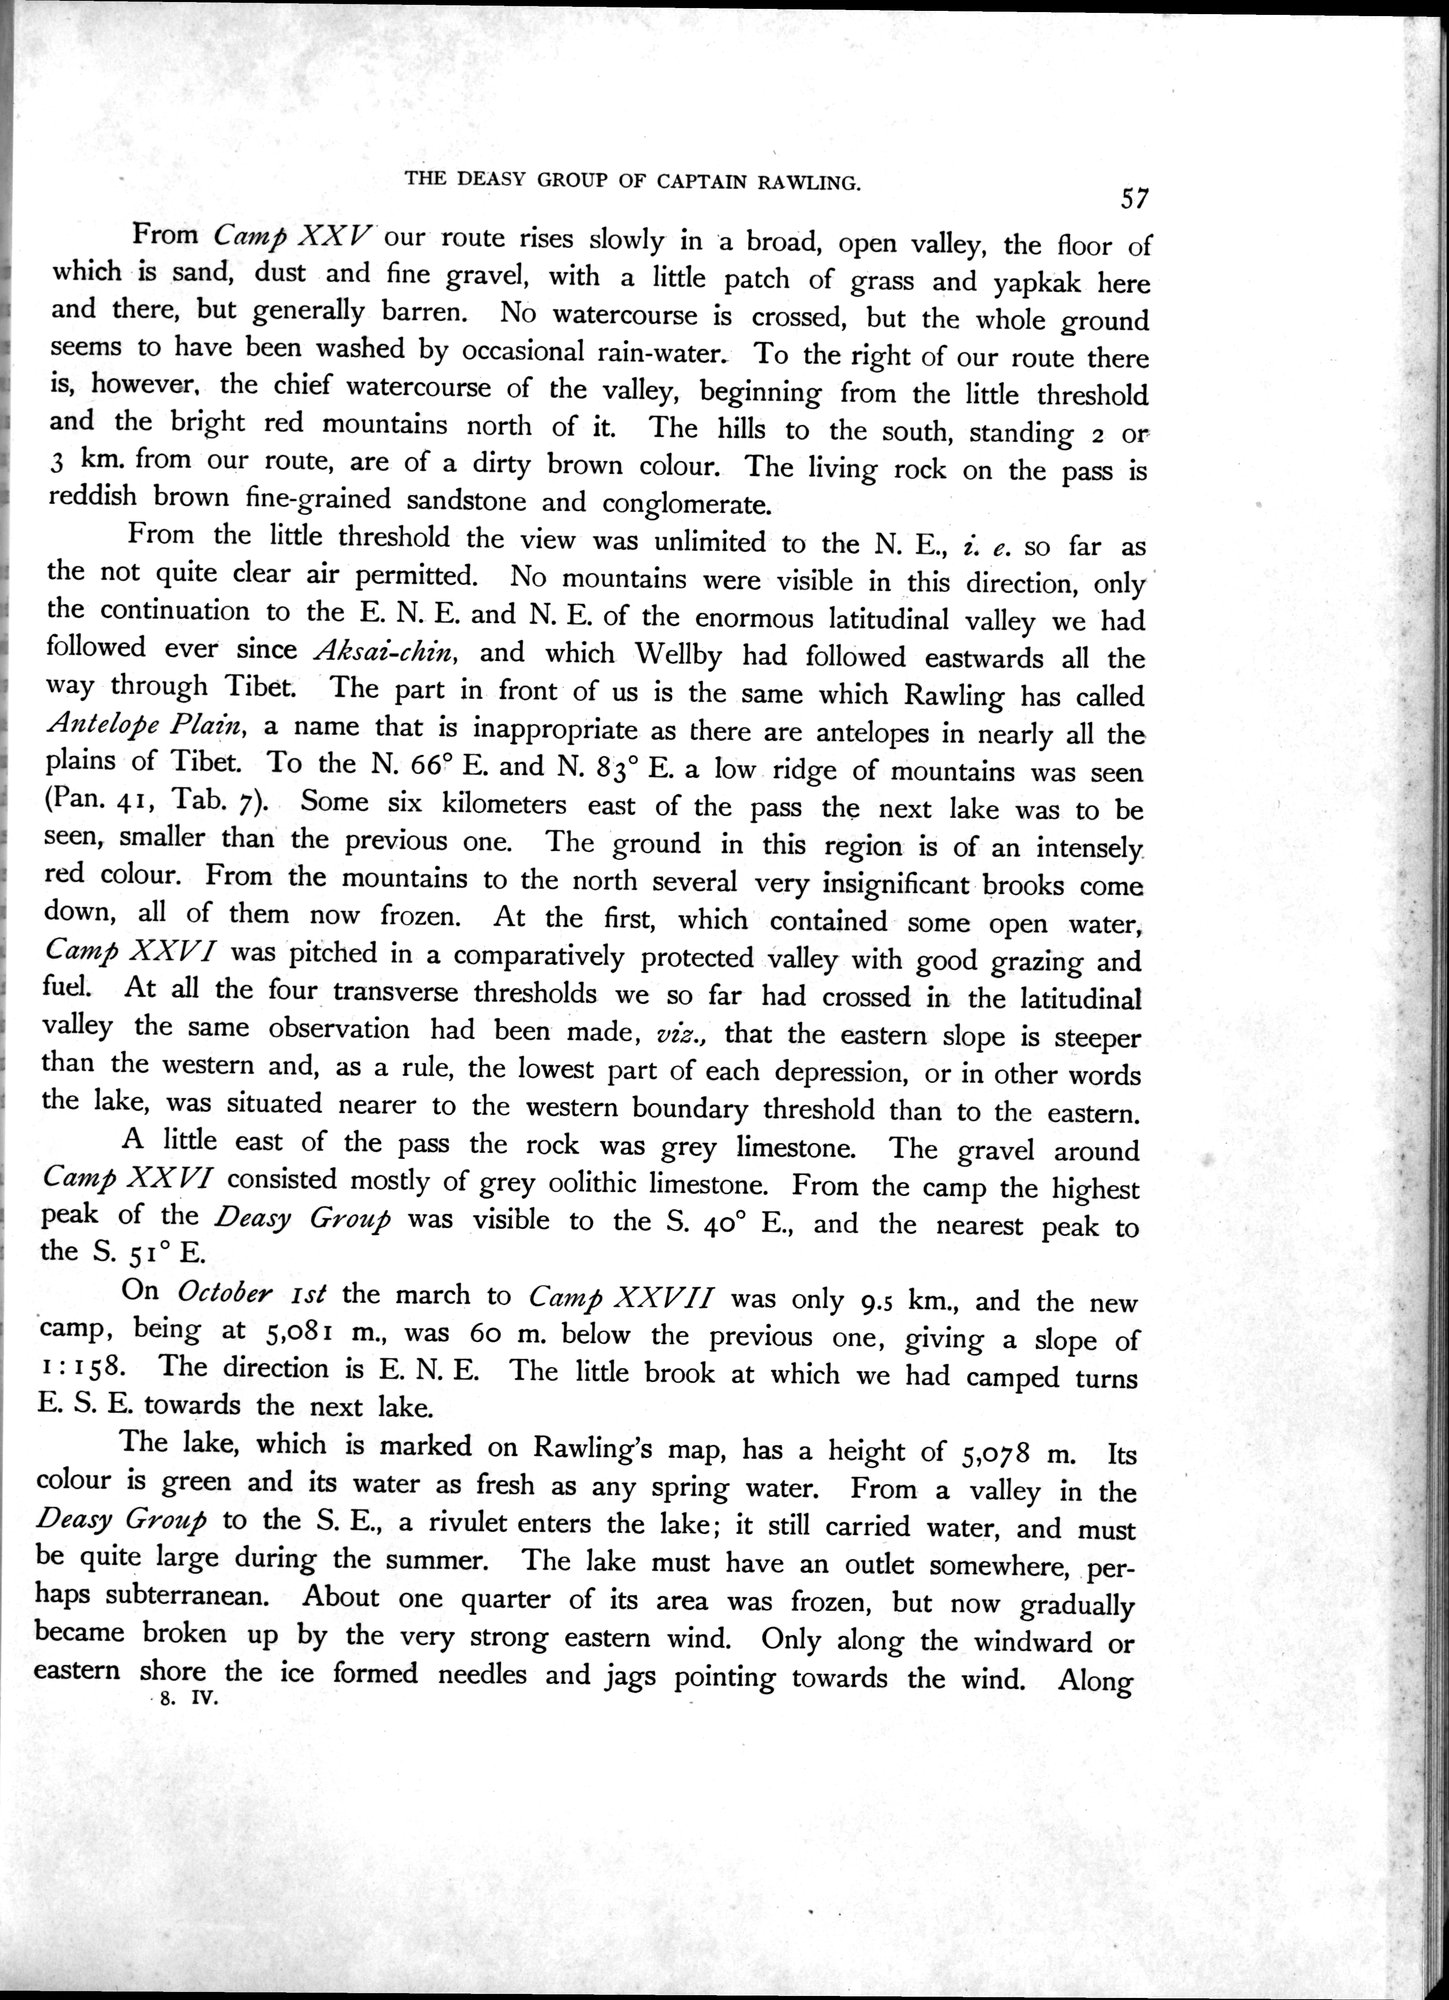 THE DEASY GROUP OF CAPTAIN RAWLING.
57
From Camp XXV our route rises slowly in a broad, open valley, the floor of
which is sand, dust and fine gravel, with a little patch of grass and yapkak here
and there, but generally barren. No watercourse is crossed, but the whole ground
seems to have been washed by occasional rain-water. To the right of our route there
is, however, the chief watercourse of the valley, beginning from the little threshold
and the bright red mountains north of it. The hills to the south, standing 2 or
3 km. from our route, are of a dirty brown colour. The living rock on the pass is
reddish brown fine-grained sandstone and conglomerate.
From the little threshold the view was unlimited to the N. E., i. e. so far as
the not quite clear air permitted. No mountains were visible in this direction, only
the continuation to the E. N. E. and N. E. of the enormous latitudinal valley we had
followed ever since Aksai-chin, and which Wellby had followed eastwards all the
way through Tibet. The part in front of us is the same which Rawling has called
Antelope Plain, a name that is inappropriate as there are antelopes in nearly all the
plains of Tibet. To the N. 66° E. and N. 83° E. a low ridge of mountains was seen
(Pan. 41, Tab. 7). Some six kilometers east of the pass the next lake was to be
seen, smaller than the previous one. The ground in this region is of an intensely
red colour. From the mountains to the north several very insignificant brooks come
down, all of them now frozen. At the first, which contained some open water,
Camp XXVI was pitched in a comparatively protected valley with good grazing and
fuel. At all the four transverse thresholds we so far had crossed in the latitudinal
valley the same observation had been made, viz., that the eastern slope is steeper
than the western and, as a rule, the lowest part of each depression, or in other words
the lake, was situated nearer to the western boundary threshold than to the eastern.
A little east of the pass the rock was grey limestone. The gravel around
Camp XXVI consisted mostly of grey oolithic limestone. From the camp the highest
peak of the Deasy Group was visible to the S. 40° E., and the nearest peak to
the S. 51° E.
On October 1st the march to Camp XXVII was only 9.5 km., and the new
camp, being at 5,081 m., was 60 m. below the previous one, giving a slope of
1:158. The direction is E. N. E. The little brook at which we had camped turns
E. S. E. towards the next lake.
The lake, which is marked on Rawling's map, has a height of 5,078 m. Its
colour is green and its water as fresh as any spring water. From a valley in the
Deasy Group to the S. E., a rivulet enters the lake; it still carried water, and must
be quite large during the summer. The lake must have an outlet somewhere, per-
haps subterranean. About one quarter of its area was frozen, but now gradually
became broken up by the very strong eastern wind. Only along the windward or
eastern shore the ice formed needles and jags pointing towards the wind. Along
8. IV.